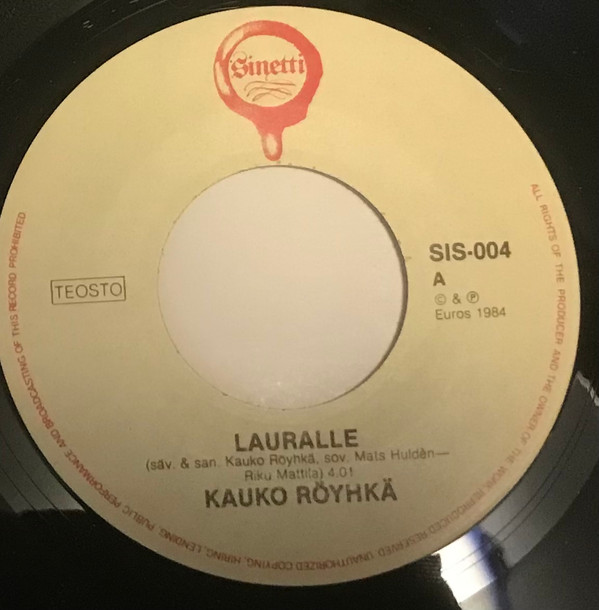 Sinetti
SIS-004
A
© & ℗
Euros 1984
TEOSTO
LAURALLE
(säv. & san. Kauko Röyhkä, sov. Mats Huldèn—
Riku Mattila) 4.01
KAUKO RÖYHKÄ
ALL RIGHTS OF THE PRODUCER AND THE OWNER OF THE WORK REPRODUCED RESERVED UNAUTHORIZED COPYING, HIRING, LENDING, PUBLIC PERFORMANCE AND BROADCASTING OF THIS RECORD PROHIBITED